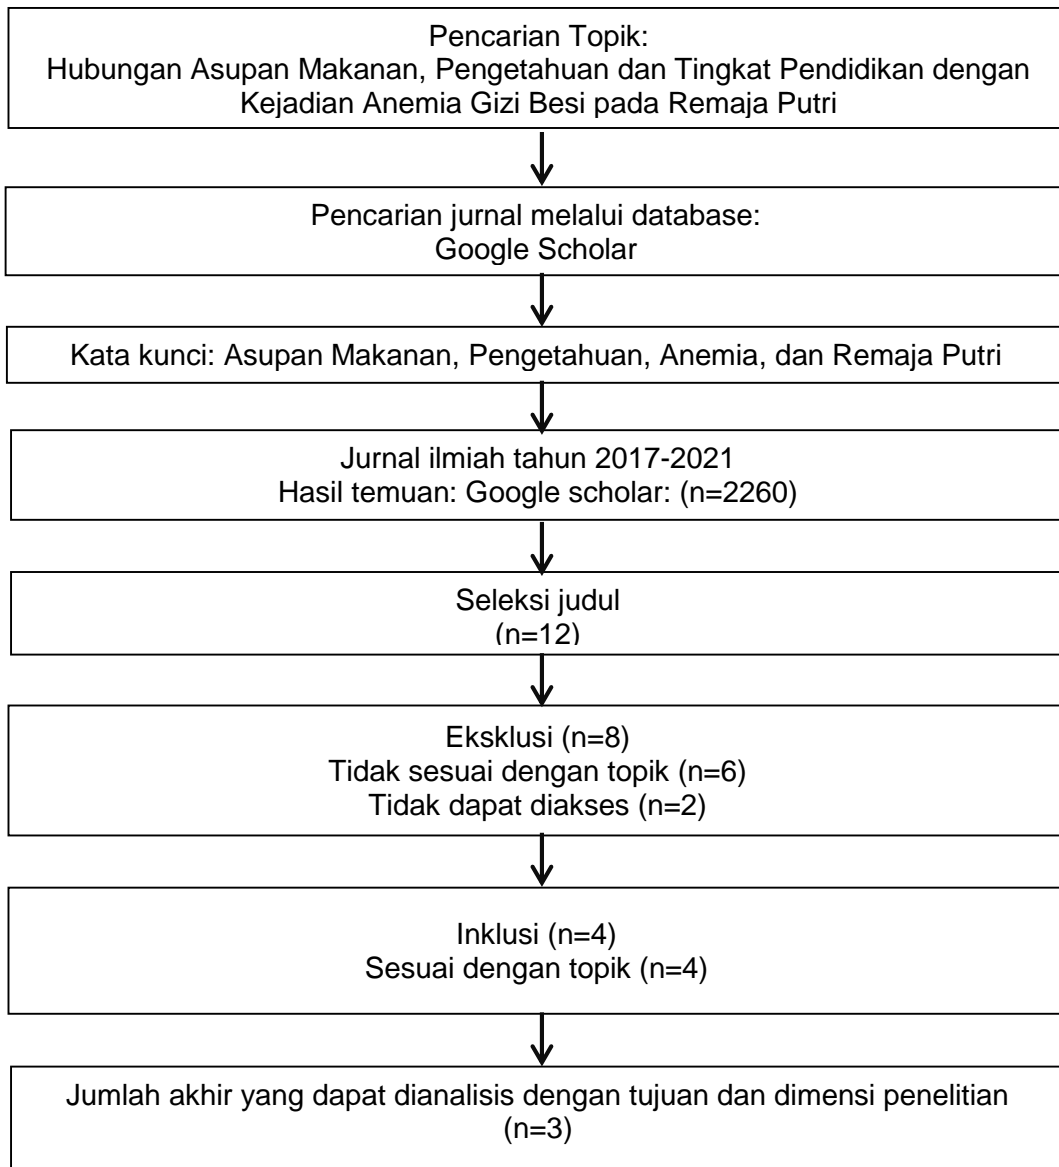 Pencarian Topik:
Hubungan Asupan Makanan, Pengetahuan dan Tingkat Pendidikan dengan
Kejadian Anemia Gizi Besi pada Remaja Putri
Pencarian jurnal melalui database:
Google Scholar
Kata kunci: Asupan Makanan, Pengetahuan, Anemia, dan Remaja Putri
Jurnal ilmiah tahun 2017-2021
Hasil temuan: Google scholar: (n=2260)
Seleksi judul
(n=12)
Eksklusi (n=8)
Tidak sesuai dengan topik (n=6)
Tidak dapat diakses (n=2)
Inklusi (n=4)
Sesuai dengan topik (n=4)
Jumlah akhir yang dapat dianalisis dengan tujuan dan dimensi penelitian
(n=3)